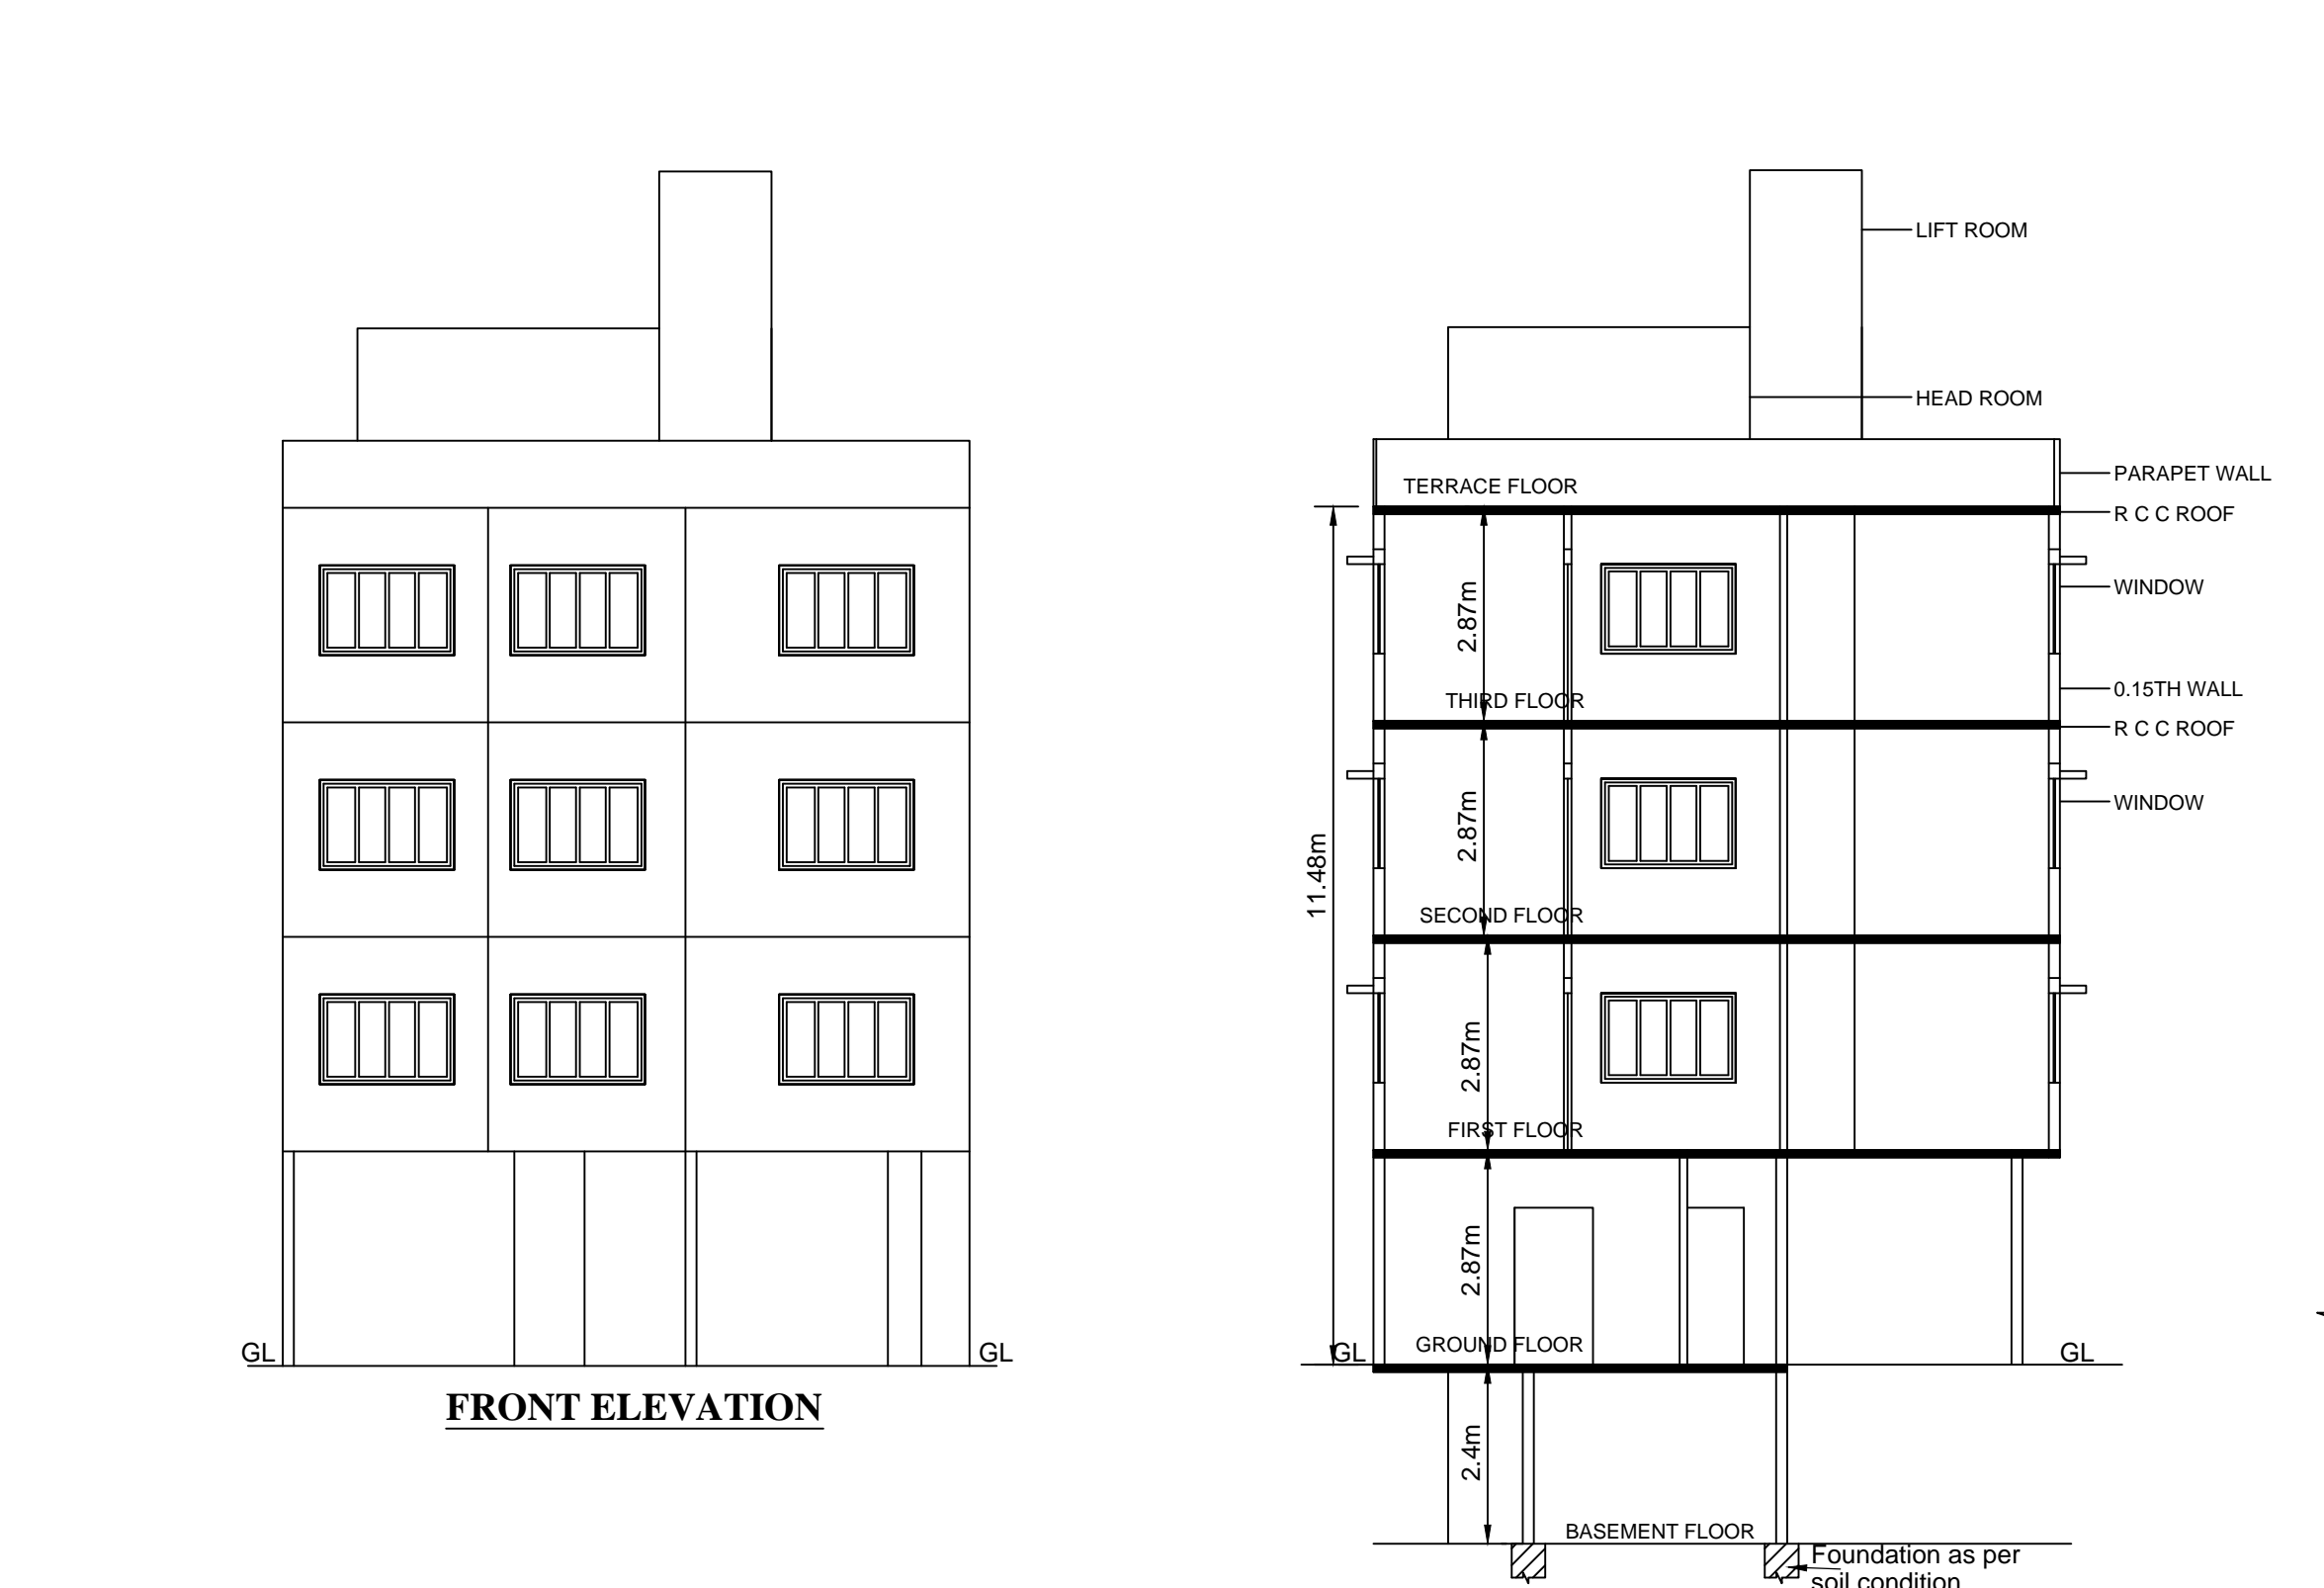 GL
GL
FRONT ELEVATION
LIFT ROOM
HEAD ROOM
PARAPET WALL
TERRACE FLOOR
R C C ROOF
WINDOW
2.87m
0.15TH WALL
THIRD FLOOR
R C C ROOF
WINDOW
2.87m
11.48m
SECOND FLOOR
2.87m
FIRST FLOOR
2.87m
GROUND FLOOR
GL
GL
2.4m
BASEMENT FLOOR
Foundation as per
soil condition